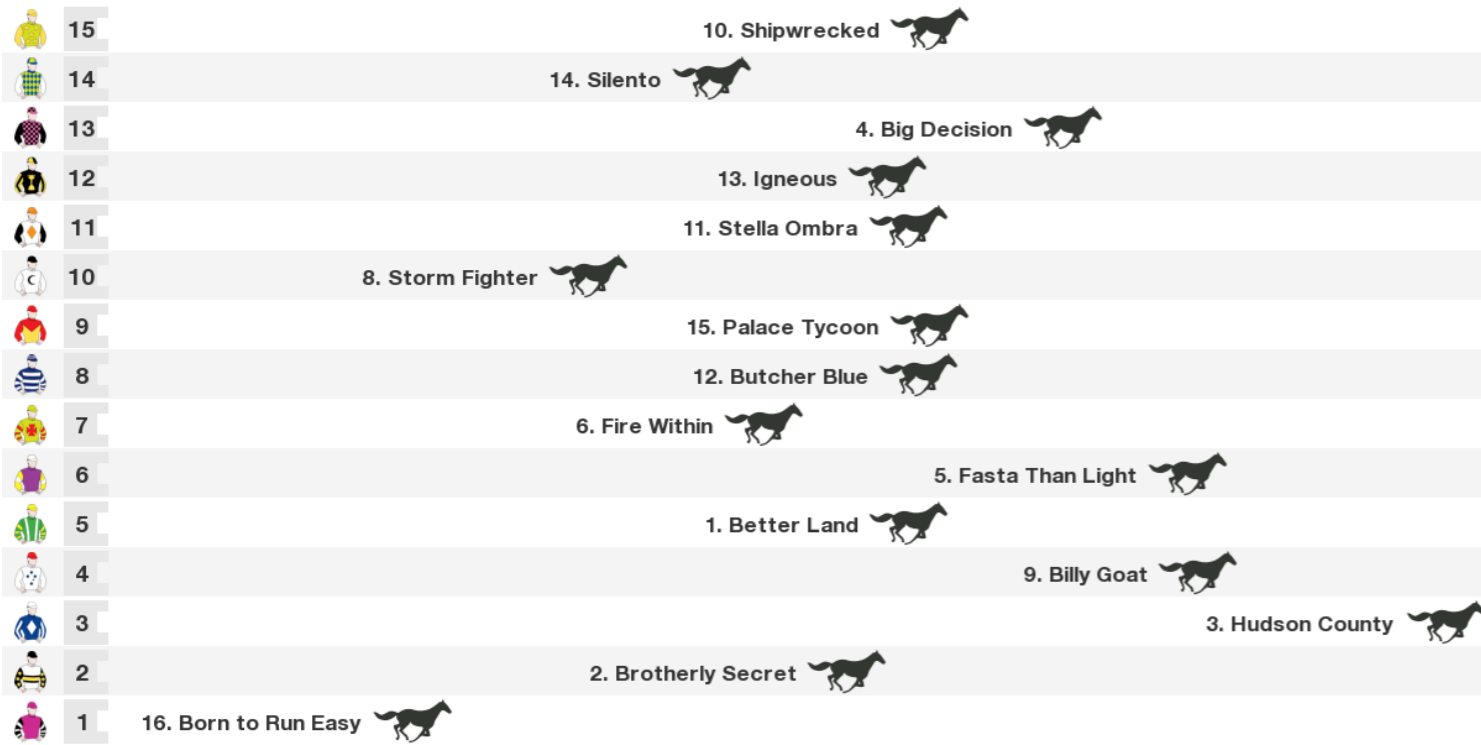 15 10. Shipwrecked
14 14. Silento
13 4. Big Decision
12 13. Igneous
11 11. Stella Ombra
10 8. Storm Fighter
9 15. Palace Tycoon
8 12. Butcher Blue
7 6. Fire Within
6 5. Fasta Than Light
5 1. Better Land
4 9. Billy Goat
3 3. Hudson County
2 2. Brotherly Secret
1 16. Born to Run Easy